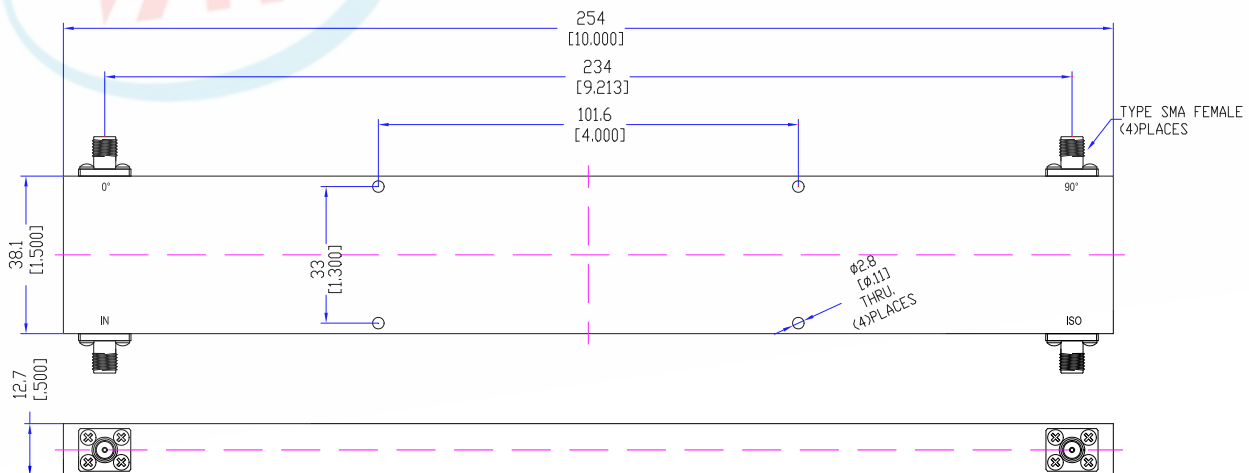 254
[10.000]
234
[9.213]
101.6
[4.000]
TYPE SMA FEMALE
(4)PLACES
0°
90°
38.1
[1.500]
33
[1.300]
Ø2.8
[Ø.11]
THRU.
(4)PLACES
IN
ISO
12.7
[.500]